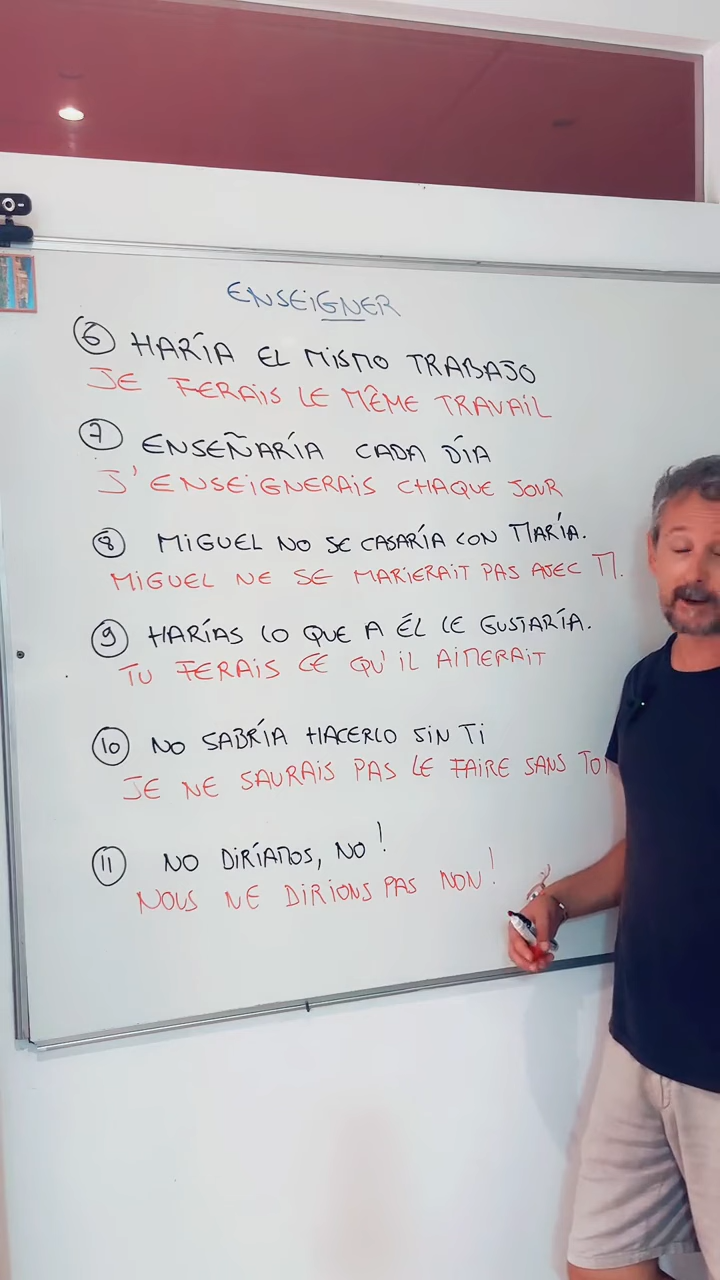 ENSEIGNER
6 HARÍA EL MISMO TRABAJO
JE FERAIS LE MÊME TRAVAIL
7 ENSEÑARÍA CADA DÍA
J'ENSEIGNERAIS CHAQUE JOUR
8 MIGUEL NO SE CASARÍA CON MARÍA.
MIGUEL NE SE MARIERAIT PAS AVEC M.
9 HARÍAS LO QUE A ÉL LE GUSTARÍA.
TU FERAIS CE QU'IL AIMERAIT
10 NO SABRÍA HACERLO SIN TI
JE NE SAURAIS PAS LE FAIRE SANS TOI
11 NO DIRÍAMOS, NO!
NOUS NE DIRIONS PAS NON!